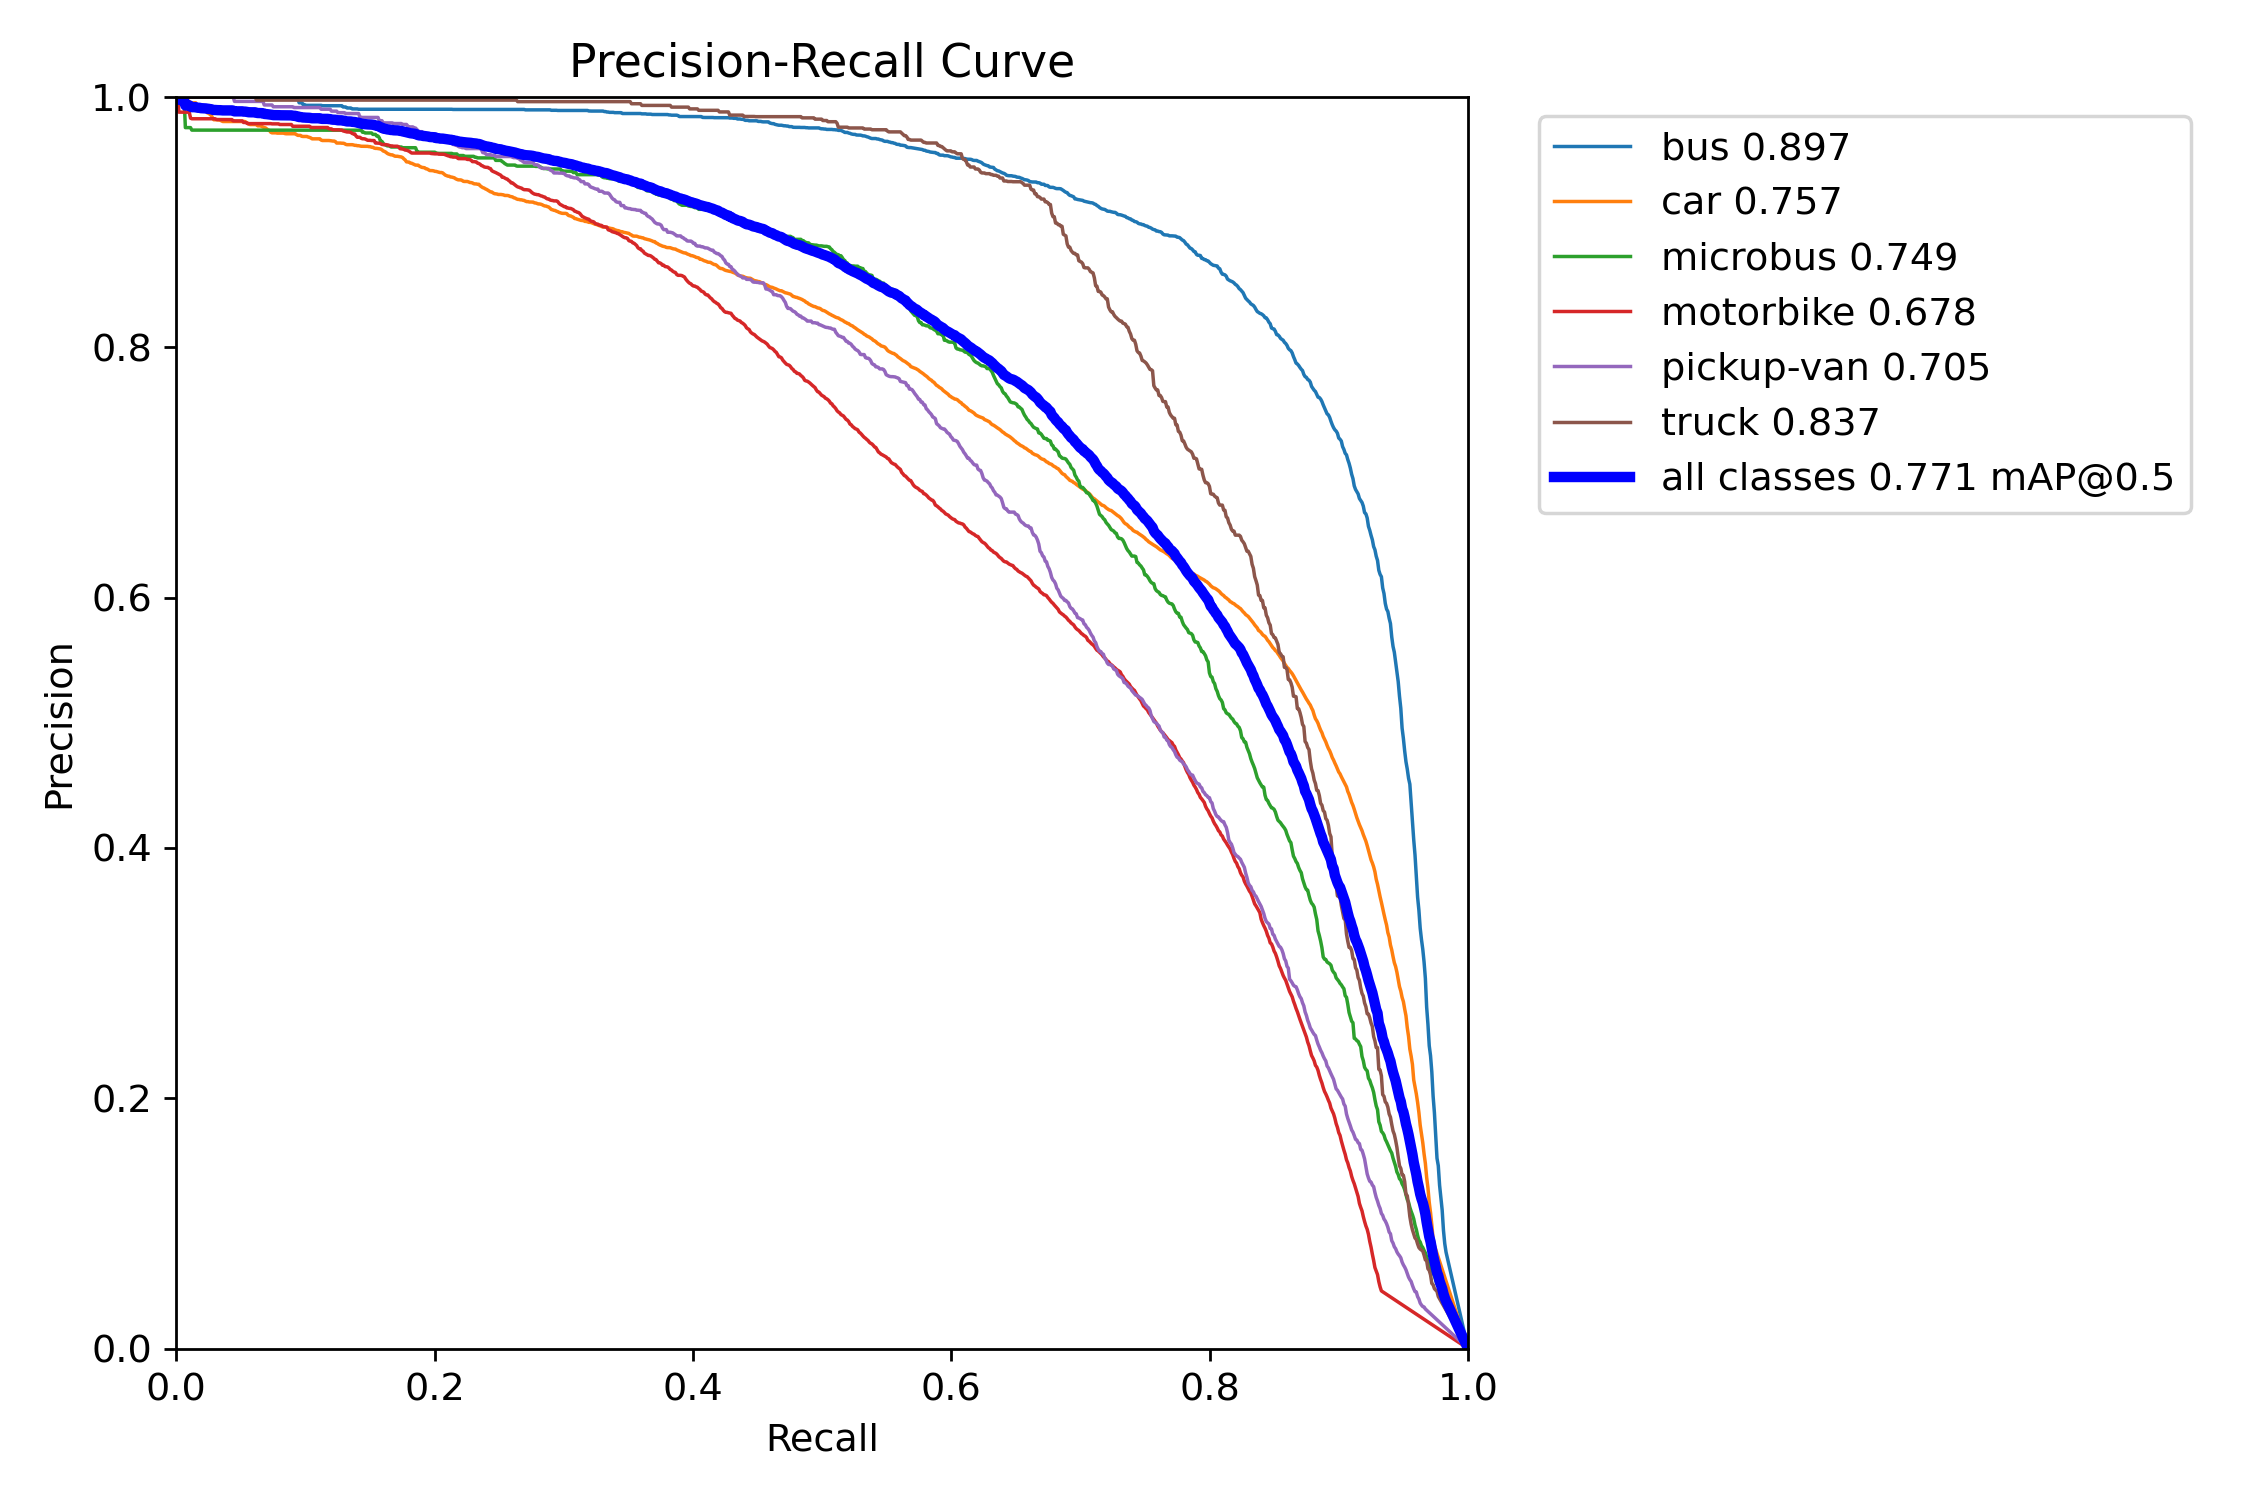 Precision-Recall Curve
1.0
0.8
0.6
0.4
0.2
0.0
Precision
0.0 0.2 0.4 0.6 0.8 1.0
Recall
bus 0.897
car 0.757
microbus 0.749
motorbike 0.678
pickup-van 0.705
truck 0.837
all classes 0.771 mAP@0.5